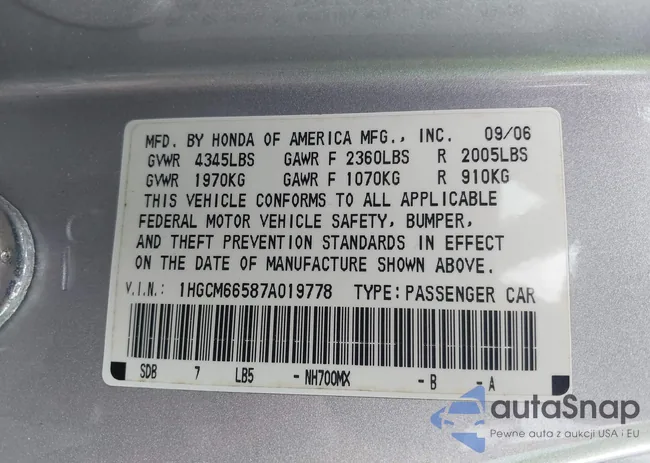 MFD. BY HONDA OF AMERICA MFG., INC. 09/06
GVWR 4345LBS GAWR F 2360LBS R 2005LBS
GVWR 1970KG GAWR F 1070KG R 910KG
THIS VEHICLE CONFORMS TO ALL APPLICABLE
FEDERAL MOTOR VEHICLE SAFETY, BUMPER,
AND THEFT PREVENTION STANDARDS IN EFFECT
ON THE DATE OF MANUFACTURE SHOWN ABOVE.
V.I.N.: 1HGCM66587A019778 TYPE: PASSENGER CAR
SDB 7 LB5 - NH700MX - B - A
autaSnap
Pewne auta z aukcji USA i EU